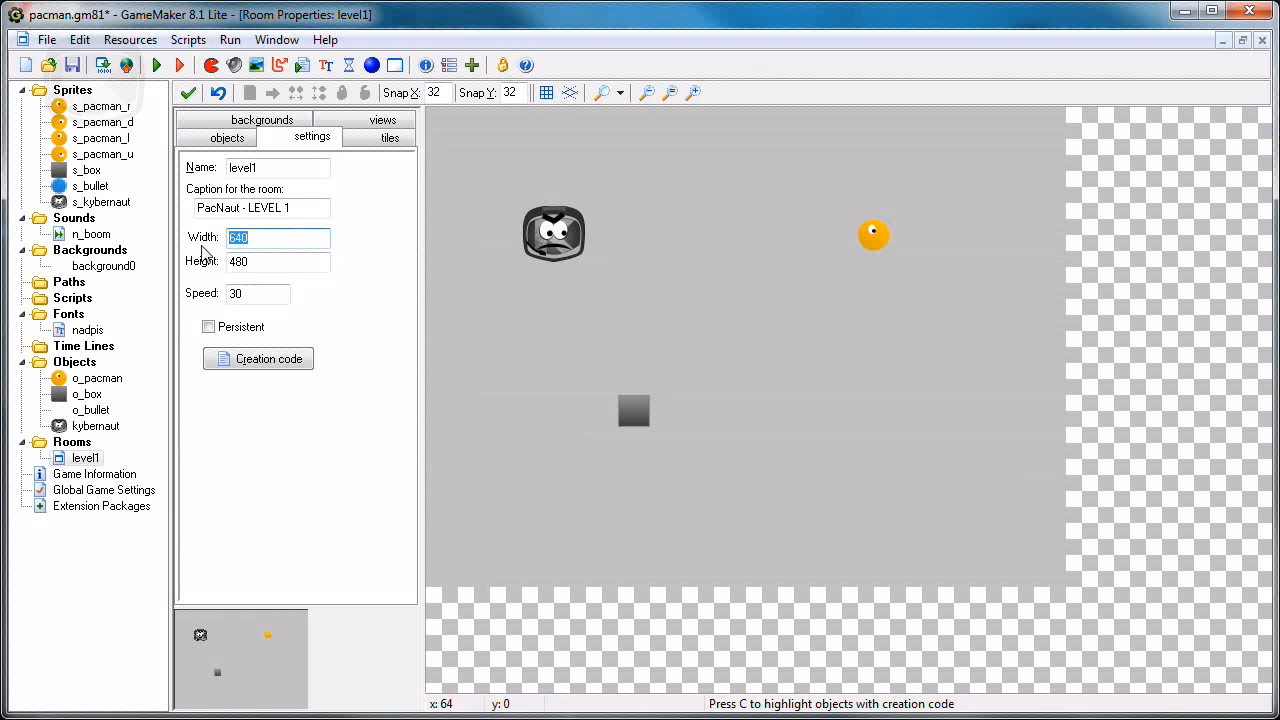 pacman.gm81* - GameMaker 8.1 Lite - [Room Properties: level1]
File Edit Resources Scripts Run Window Help
Snap X: 32 Snap Y: 32
Sprites
s_pacman_r
s_pacman_d
s_pacman_l
s_pacman_u
s_box
s_bullet
s_kybernaut
Sounds
n_boom
Backgrounds
background0
Paths
Scripts
Fonts
nadpis
Time Lines
Objects
o_pacman
o_box
o_bullet
kybernaut
Rooms
level1
Game Information
Global Game Settings
Extension Packages
backgrounds views
objects settings tiles
Name: level1
Caption for the room:
PacNaut - LEVEL 1
Width: 640
Height: 480
Speed: 30
Persistent
Creation code
x: 64 y: 0 Press C to highlight objects with creation code